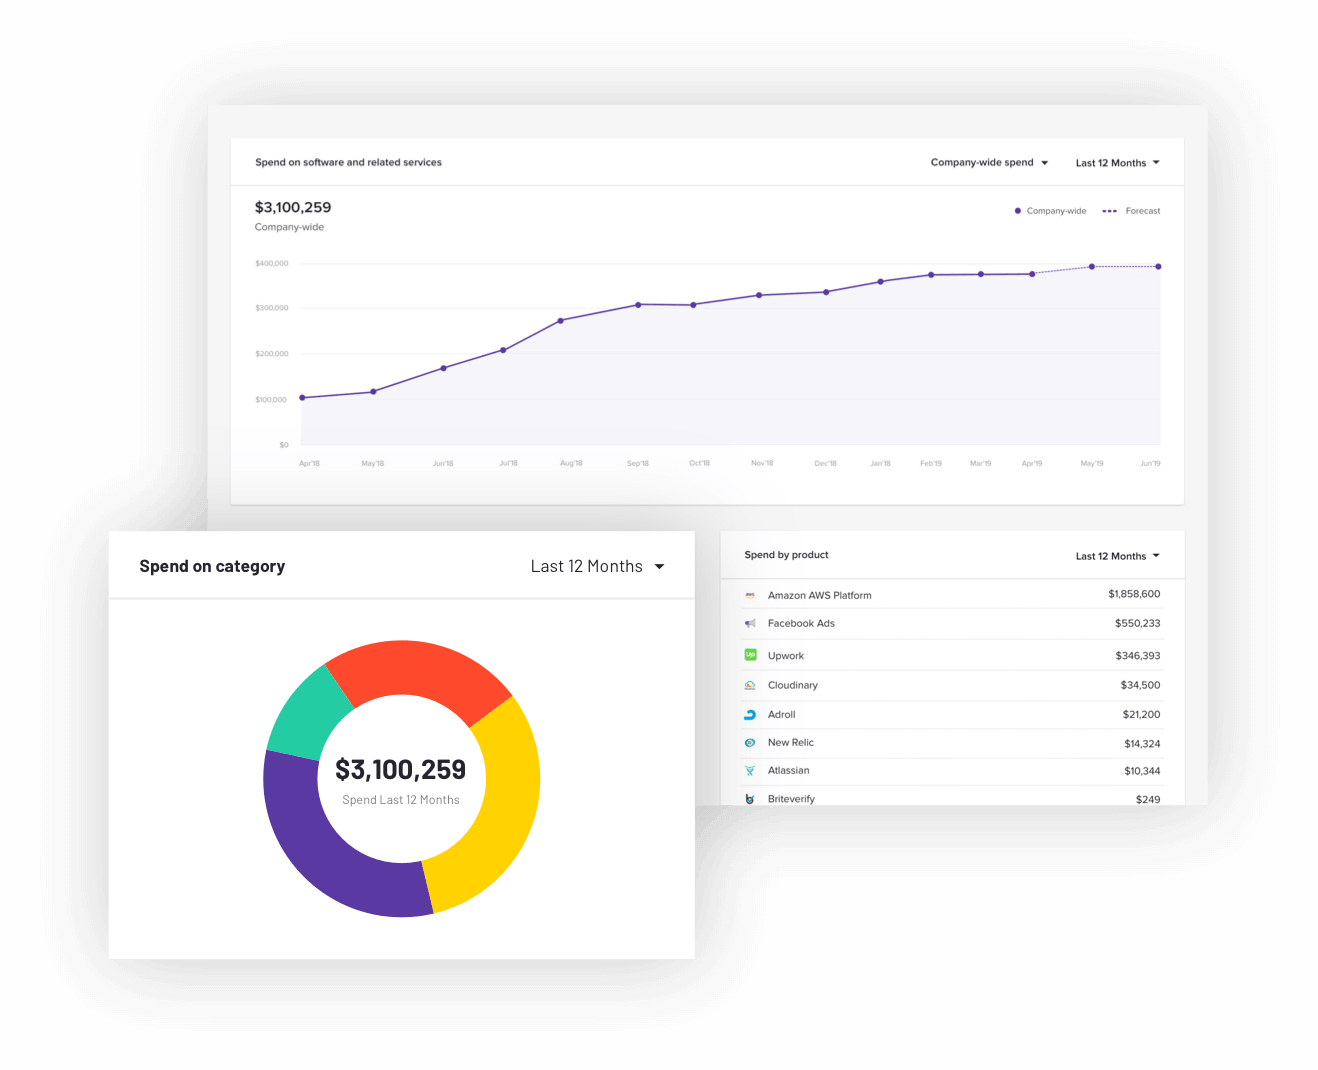 Spend on software and related services
Company-wide spend
Last 12 Months
$3,100,259
Company-wide
Company-wide
Forecast
$400,000
$300,000
$200,000
$100,000
$0
Apr'18 May'18 Jun'18 Jul'18 Aug'18 Sep'18 Oct'18 Nov'18 Dec'18 Jan'18 Feb'19 Mar'19 Apr'19 May'19 Jun'19
Spend on category
Last 12 Months
$3,100,259
Spend Last 12 Months
Spend by product
Last 12 Months
aws Amazon AWS Platform $1,858,600
Facebook Ads $550,233
Up Upwork $346,393
Cloudinary $34,500
Adroll $21,200
New Relic $14,324
Atlassian $10,344
Briteverify $249